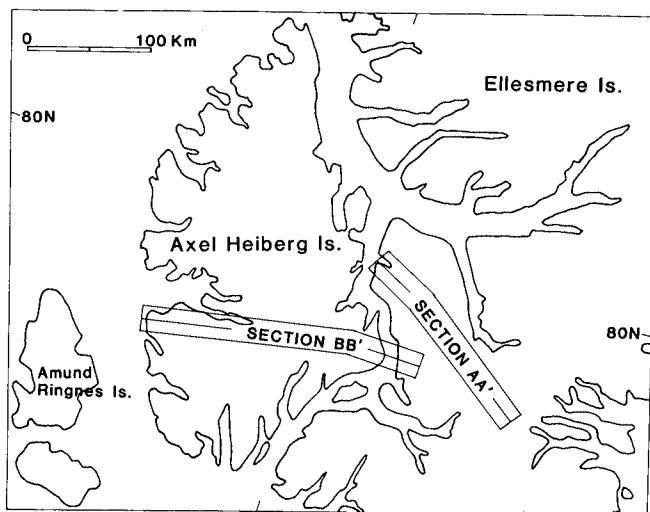 0 100 Km
Ellesmere Is.
80N
Axel Heiberg Is.
SECTION AA'
SECTION BB'
80N
Amund
Ringnes Is.